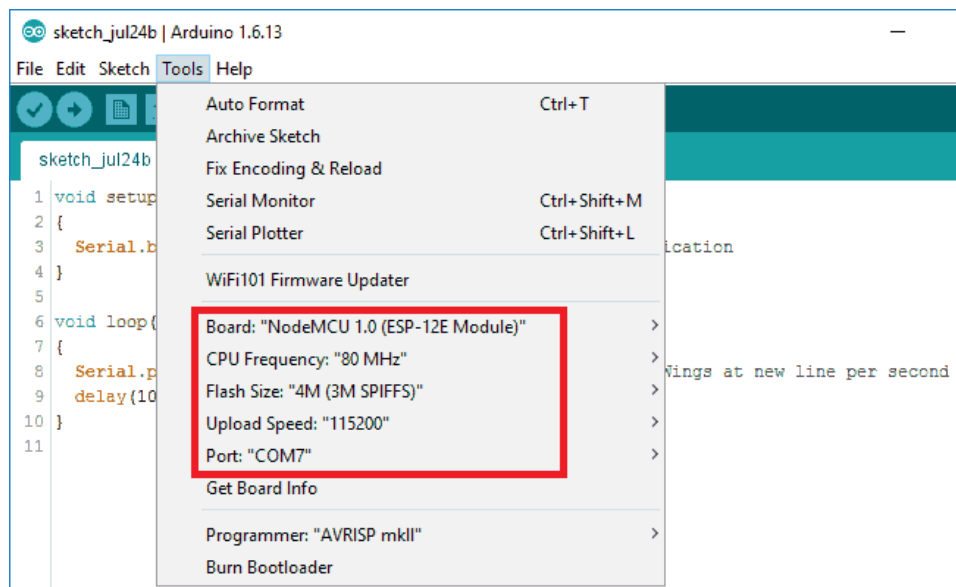 sketch_jul24b | Arduino 1.6.13
File Edit Sketch Tools Help
Auto Format Ctrl+T
Archive Sketch
sketch_jul24b
Fix Encoding & Reload
1 void setup
Serial Monitor Ctrl+Shift+M
2 {
Serial Plotter Ctrl+Shift+L
3 Serial.b ication
4 }
WiFi101 Firmware Updater
5
6 void loop(
Board: "NodeMCU 1.0 (ESP-12E Module)" >
7 {
CPU Frequency: "80 MHz" >
8 Serial.p Wings at new line per second
Flash Size: "4M (3M SPIFFS)" >
9 delay(10
Upload Speed: "115200" >
10 }
11
Port: "COM7" >
Get Board Info
Programmer: "AVRISP mkII" >
Burn Bootloader